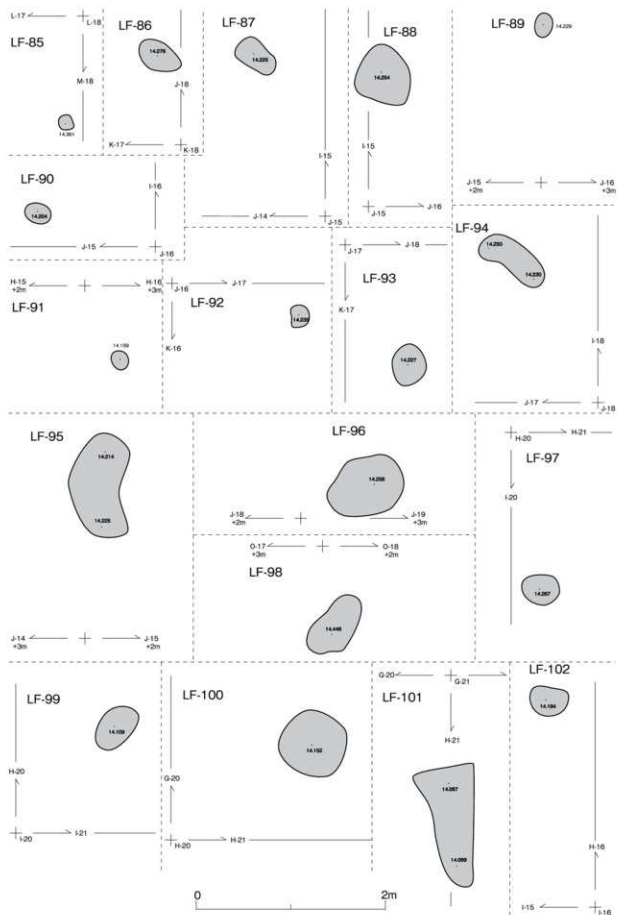 L-17
L-18
LF-85
M-18
14.361
LF-86
14.276
J-18
K-17
K-18
LF-87
14.225
I-15
J-14
J-15
LF-88
14.254
I-15
J-15
J-16
LF-89
14.229
J-15
+2m
J-16
+3m
LF-90
14.204
I-16
J-15
J-16
H-15
+2m
H-16
+3m
LF-91
14.159
J-16
J-17
LF-92
14.239
K-16
J-17
J-18
LF-93
K-17
14.227
LF-94
14.250
14.230
I-18
J-17
J-18
LF-95
14.214
14.225
J-14
+3m
J-15
+2m
LF-96
14.258
J-18
+2m
J-19
+3m
O-17
+3m
O-18
+2m
LF-98
14.446
H-20
H-21
LF-97
I-20
14.267
LF-99
14.109
H-20
I-20
I-21
LF-100
14.152
G-20
H-20
H-21
G-20
G-21
LF-101
H-21
14.067
14.069
LF-102
14.194
H-16
I-15
I-16
0
2m